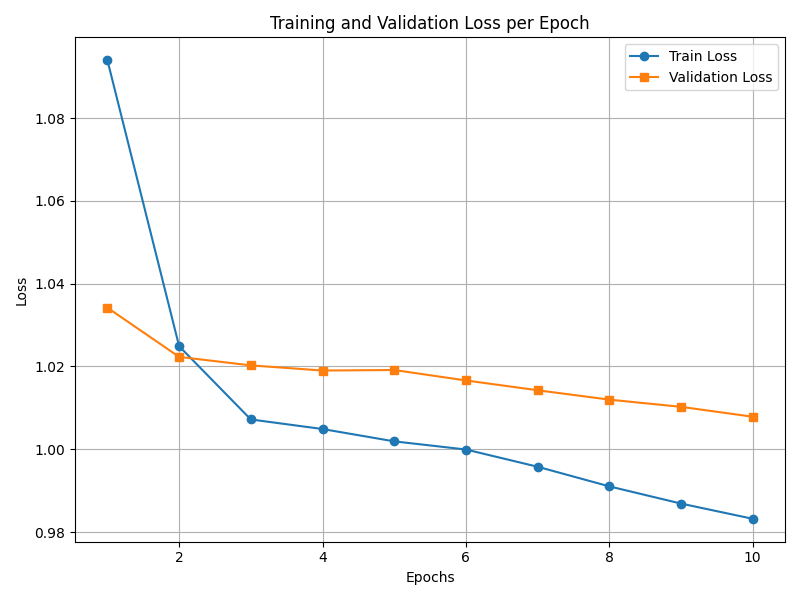 Training and Validation Loss per Epoch
Train Loss
Validation Loss
1.08
1.06
1.04
1.02
1.00
0.98
Loss
2 4 6 8 10
Epochs